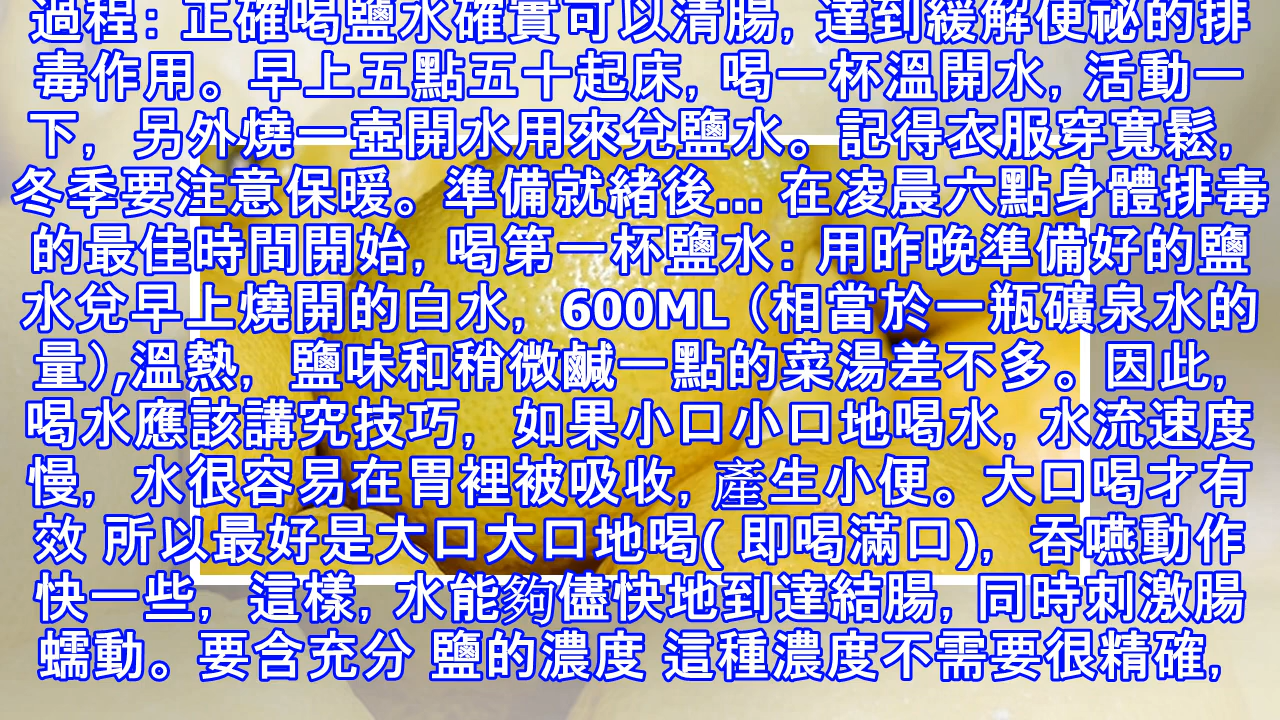 過程: 正確喝鹽水確實可以清腸, 達到緩解便祕的排
毒作用。早上五點五十起床, 喝一杯溫開水, 活動一
下, 另外燒一壺開水用來兌鹽水。記得衣服穿寬鬆,
冬季要注意保暖。準備就緒後... 在凌晨六點身體排毒
的最佳時間開始, 喝第一杯鹽水: 用昨晚準備好的鹽
水兌早上燒開的白水, 600ML (相當於一瓶礦泉水的
量),溫熱, 鹽味和稍微鹹一點的菜湯差不多。因此,
喝水應該講究技巧, 如果小口小口地喝水, 水流速度
慢, 水很容易在胃裡被吸收, 產生小便。大口喝才有
效 所以最好是大口大口地喝( 即喝滿口), 吞嚥動作
快一些, 這樣, 水能夠儘快地到達結腸, 同時刺激腸
蠕動。要含充分 鹽的濃度 這種濃度不需要很精確,